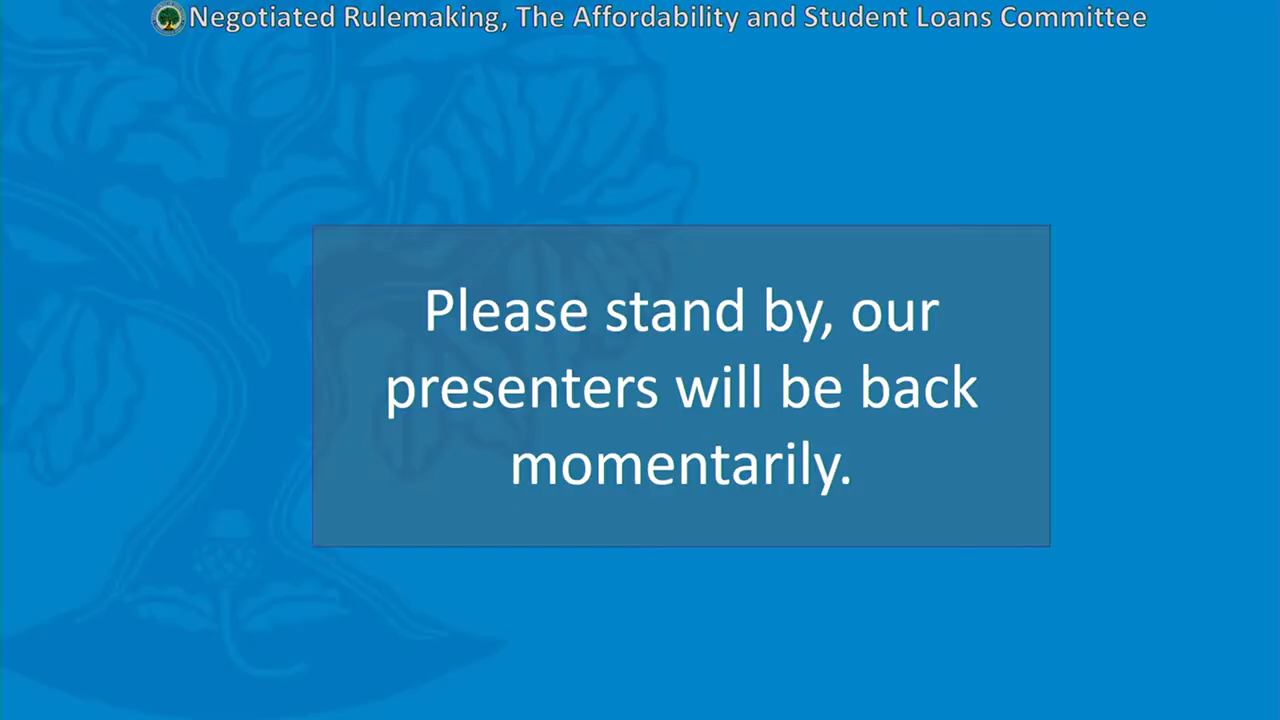 Negotiated Rulemaking, The Affordability and Student Loans Committee
Please stand by, our
presenters will be back
momentarily.